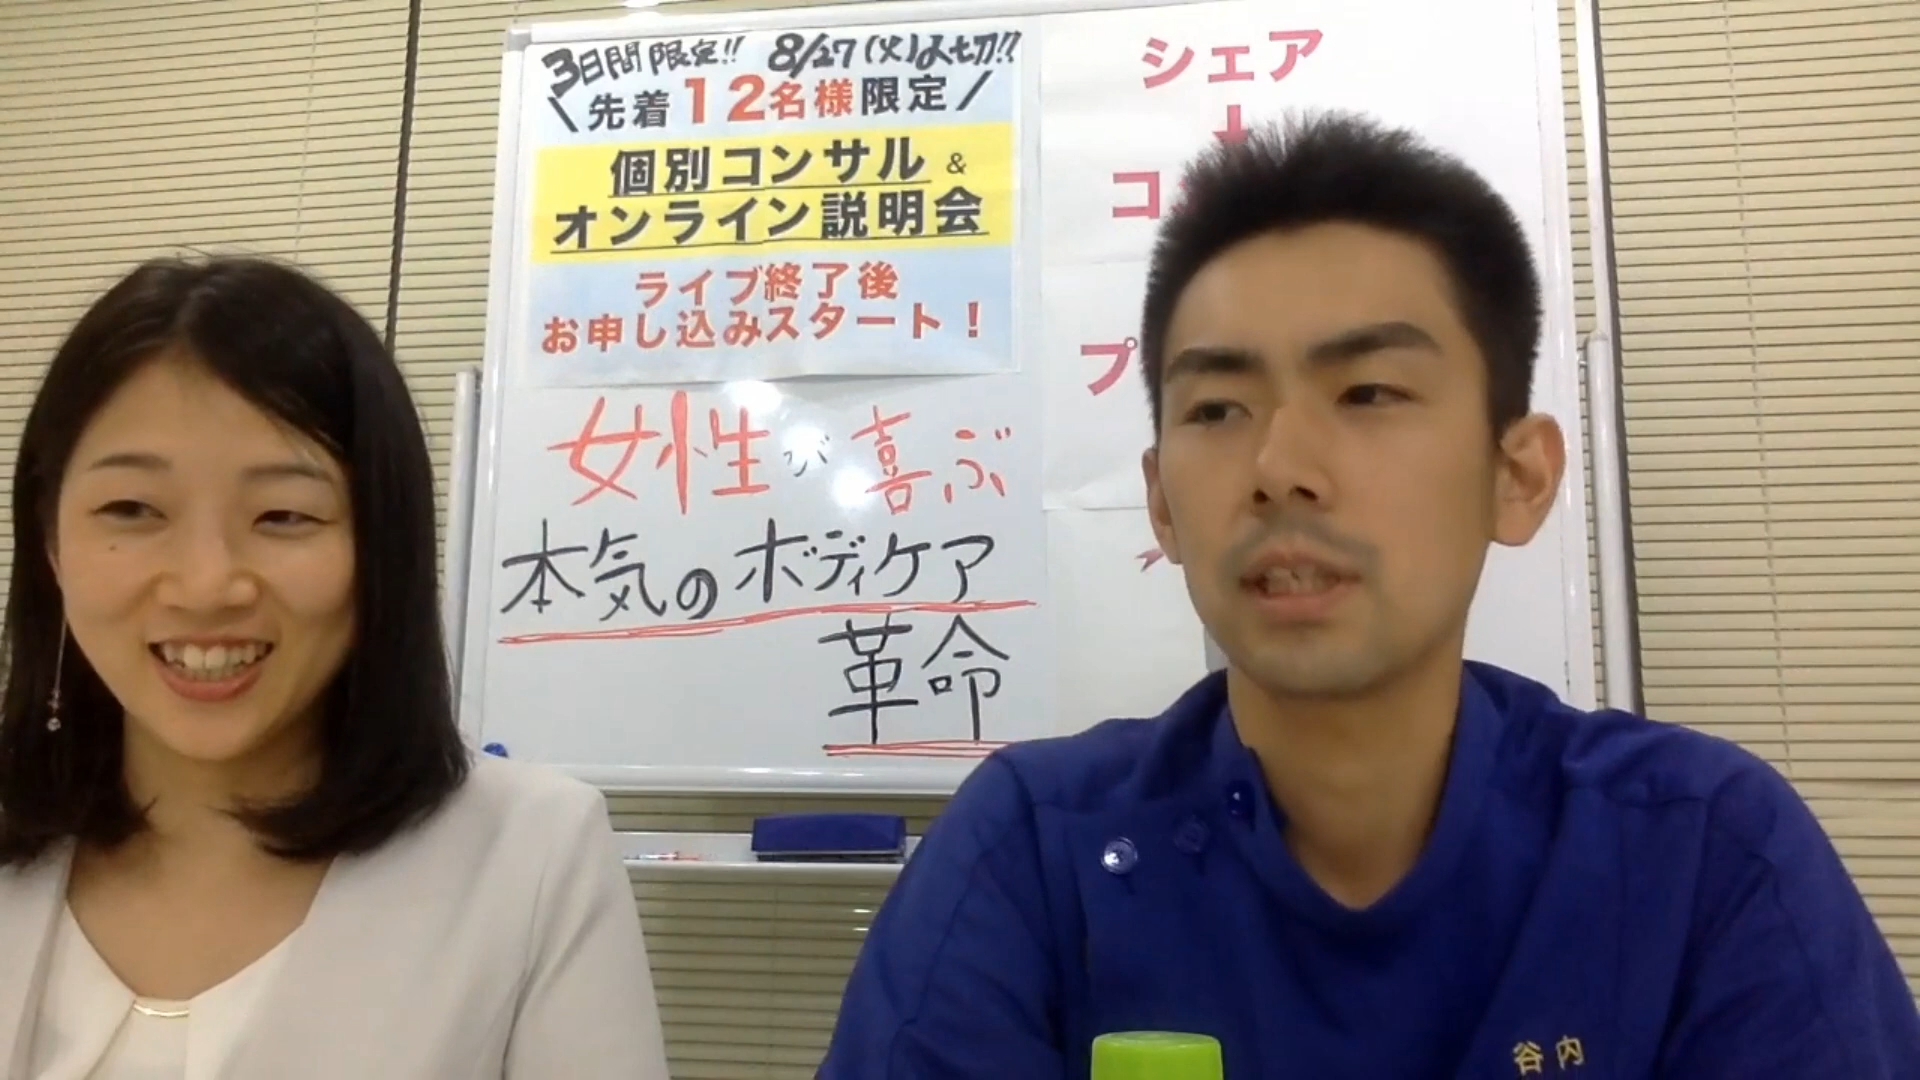 3日間限定!! 8/27(火)〆切!!
\先着12名様限定/
個別コンサル &
オンライン説明会
ライブ終了後
お申し込みスタート！
女性が喜ぶ
本気のボディケア
革命
シェア
↓
コ
プ
谷内